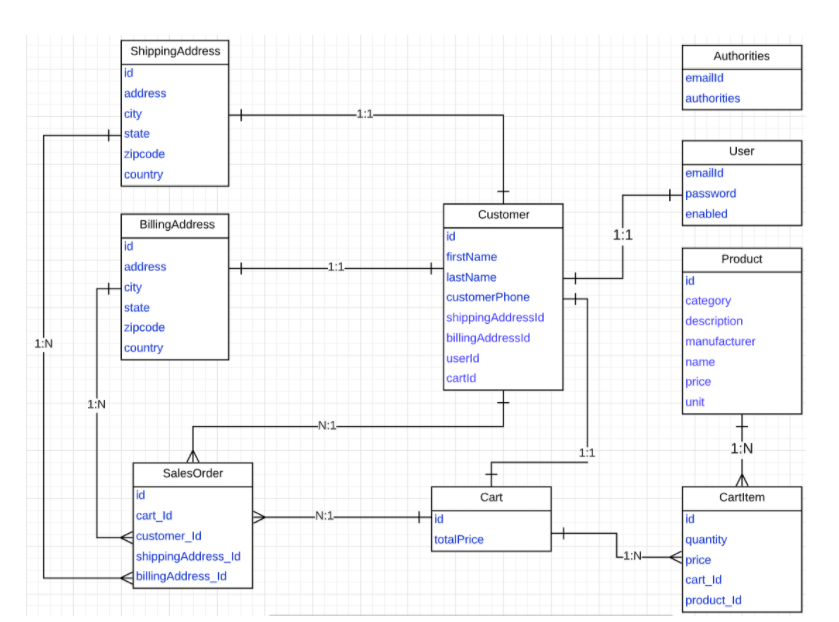 ShippingAddress
id
address
city
state
zipcode
country
BillingAddress
id
address
city
state
zipcode
country
Customer
id
firstName
lastName
customerPhone
shippingAddressId
billingAddressId
userId
cartId
Authorities
emailId
authorities
User
emailId
password
enabled
Product
id
category
description
manufacturer
name
price
unit
SalesOrder
id
cart_Id
customer_Id
shippingAddress_Id
billingAddress_Id
Cart
id
totalPrice
CartItem
id
quantity
price
cart_Id
product_Id
1:1
1:1
1:1
1:1
1:N
1:N
1:N
N:1
N:1
1:N